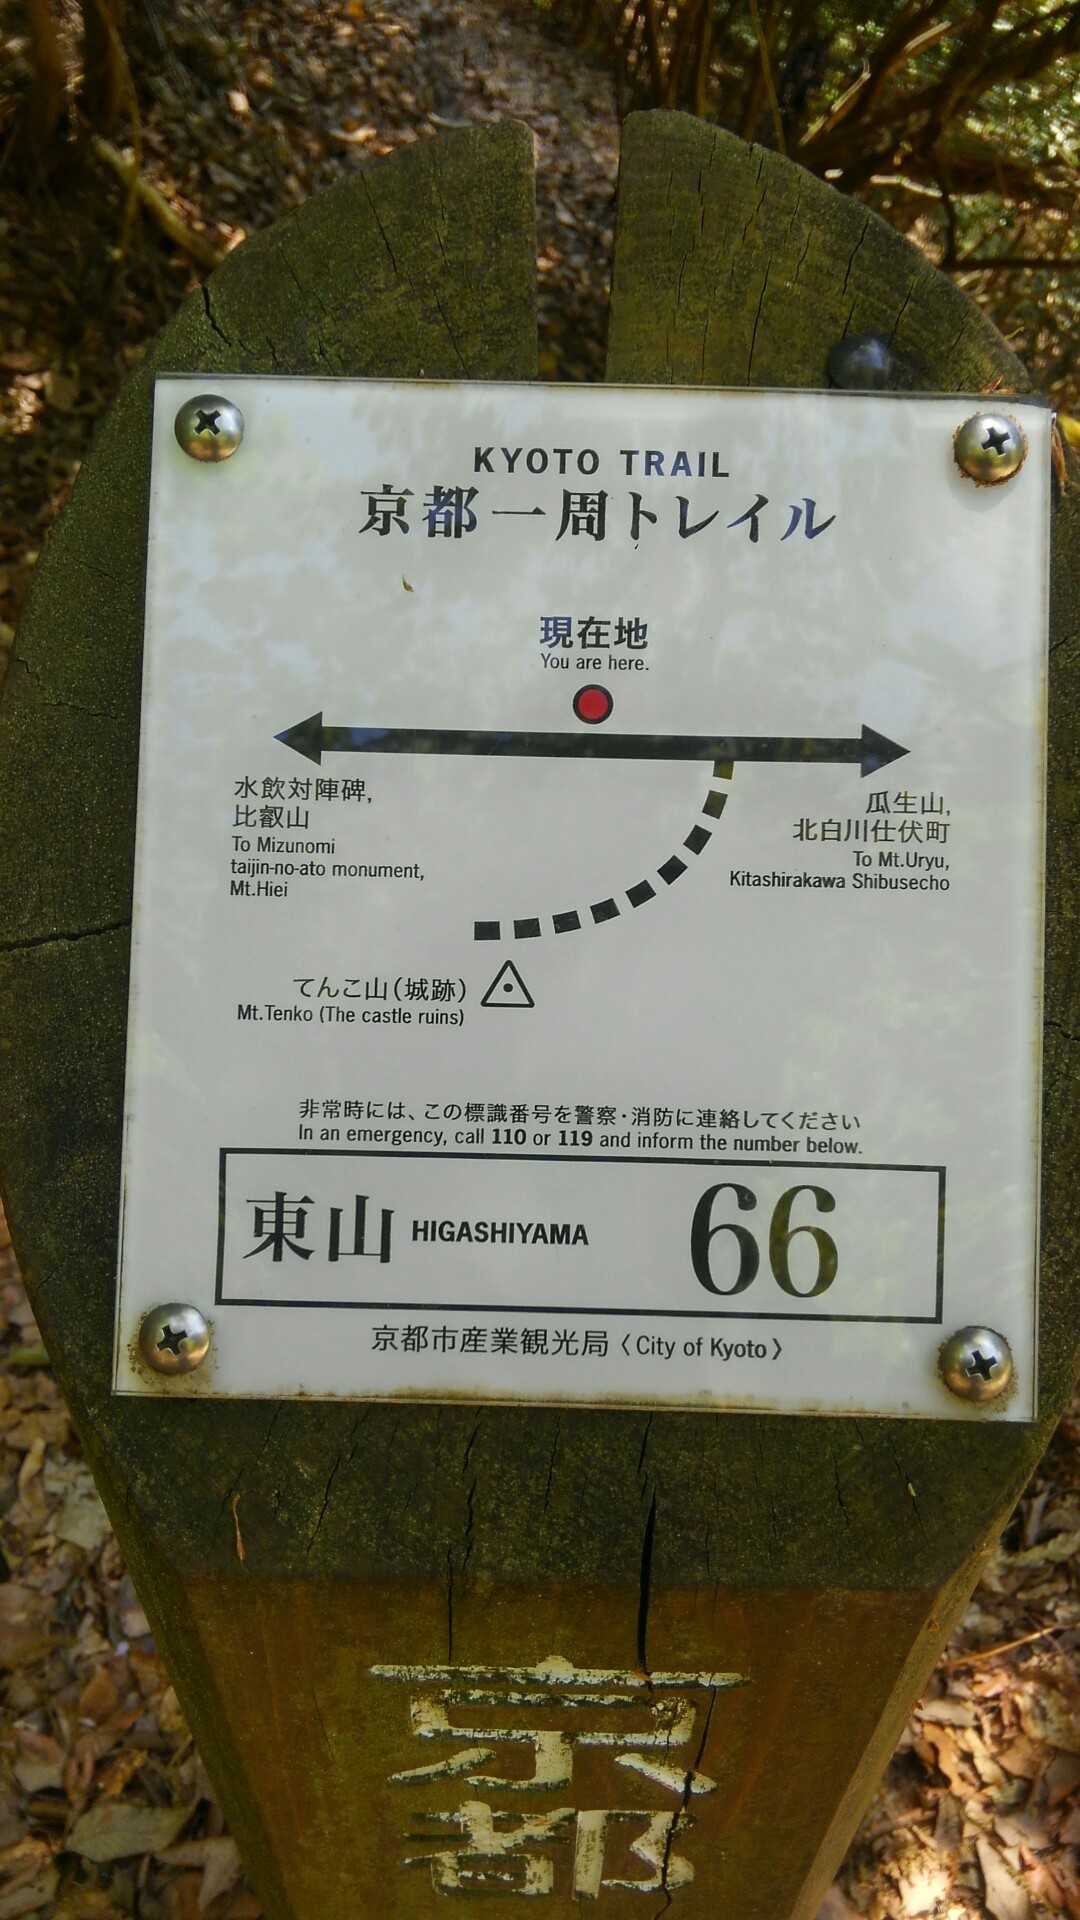 KYOTO TRAIL
京都一周トレイル
現在地
You are here.
水飲対陣碑,
比叡山
To Mizunomi
taijin-no-ato monument,
Mt.Hiei
瓜生山,
北白川仕伏町
To Mt.Uryu,
Kitashirakawa Shibusecho
てんこ山(城跡)
Mt.Tenko (The castle ruins)
非常時には、この標識番号を警察・消防に連絡してください
In an emergency, call 110 or 119 and inform the number below.
東山 HIGASHIYAMA 66
京都市産業観光局〈City of Kyoto〉
京
都